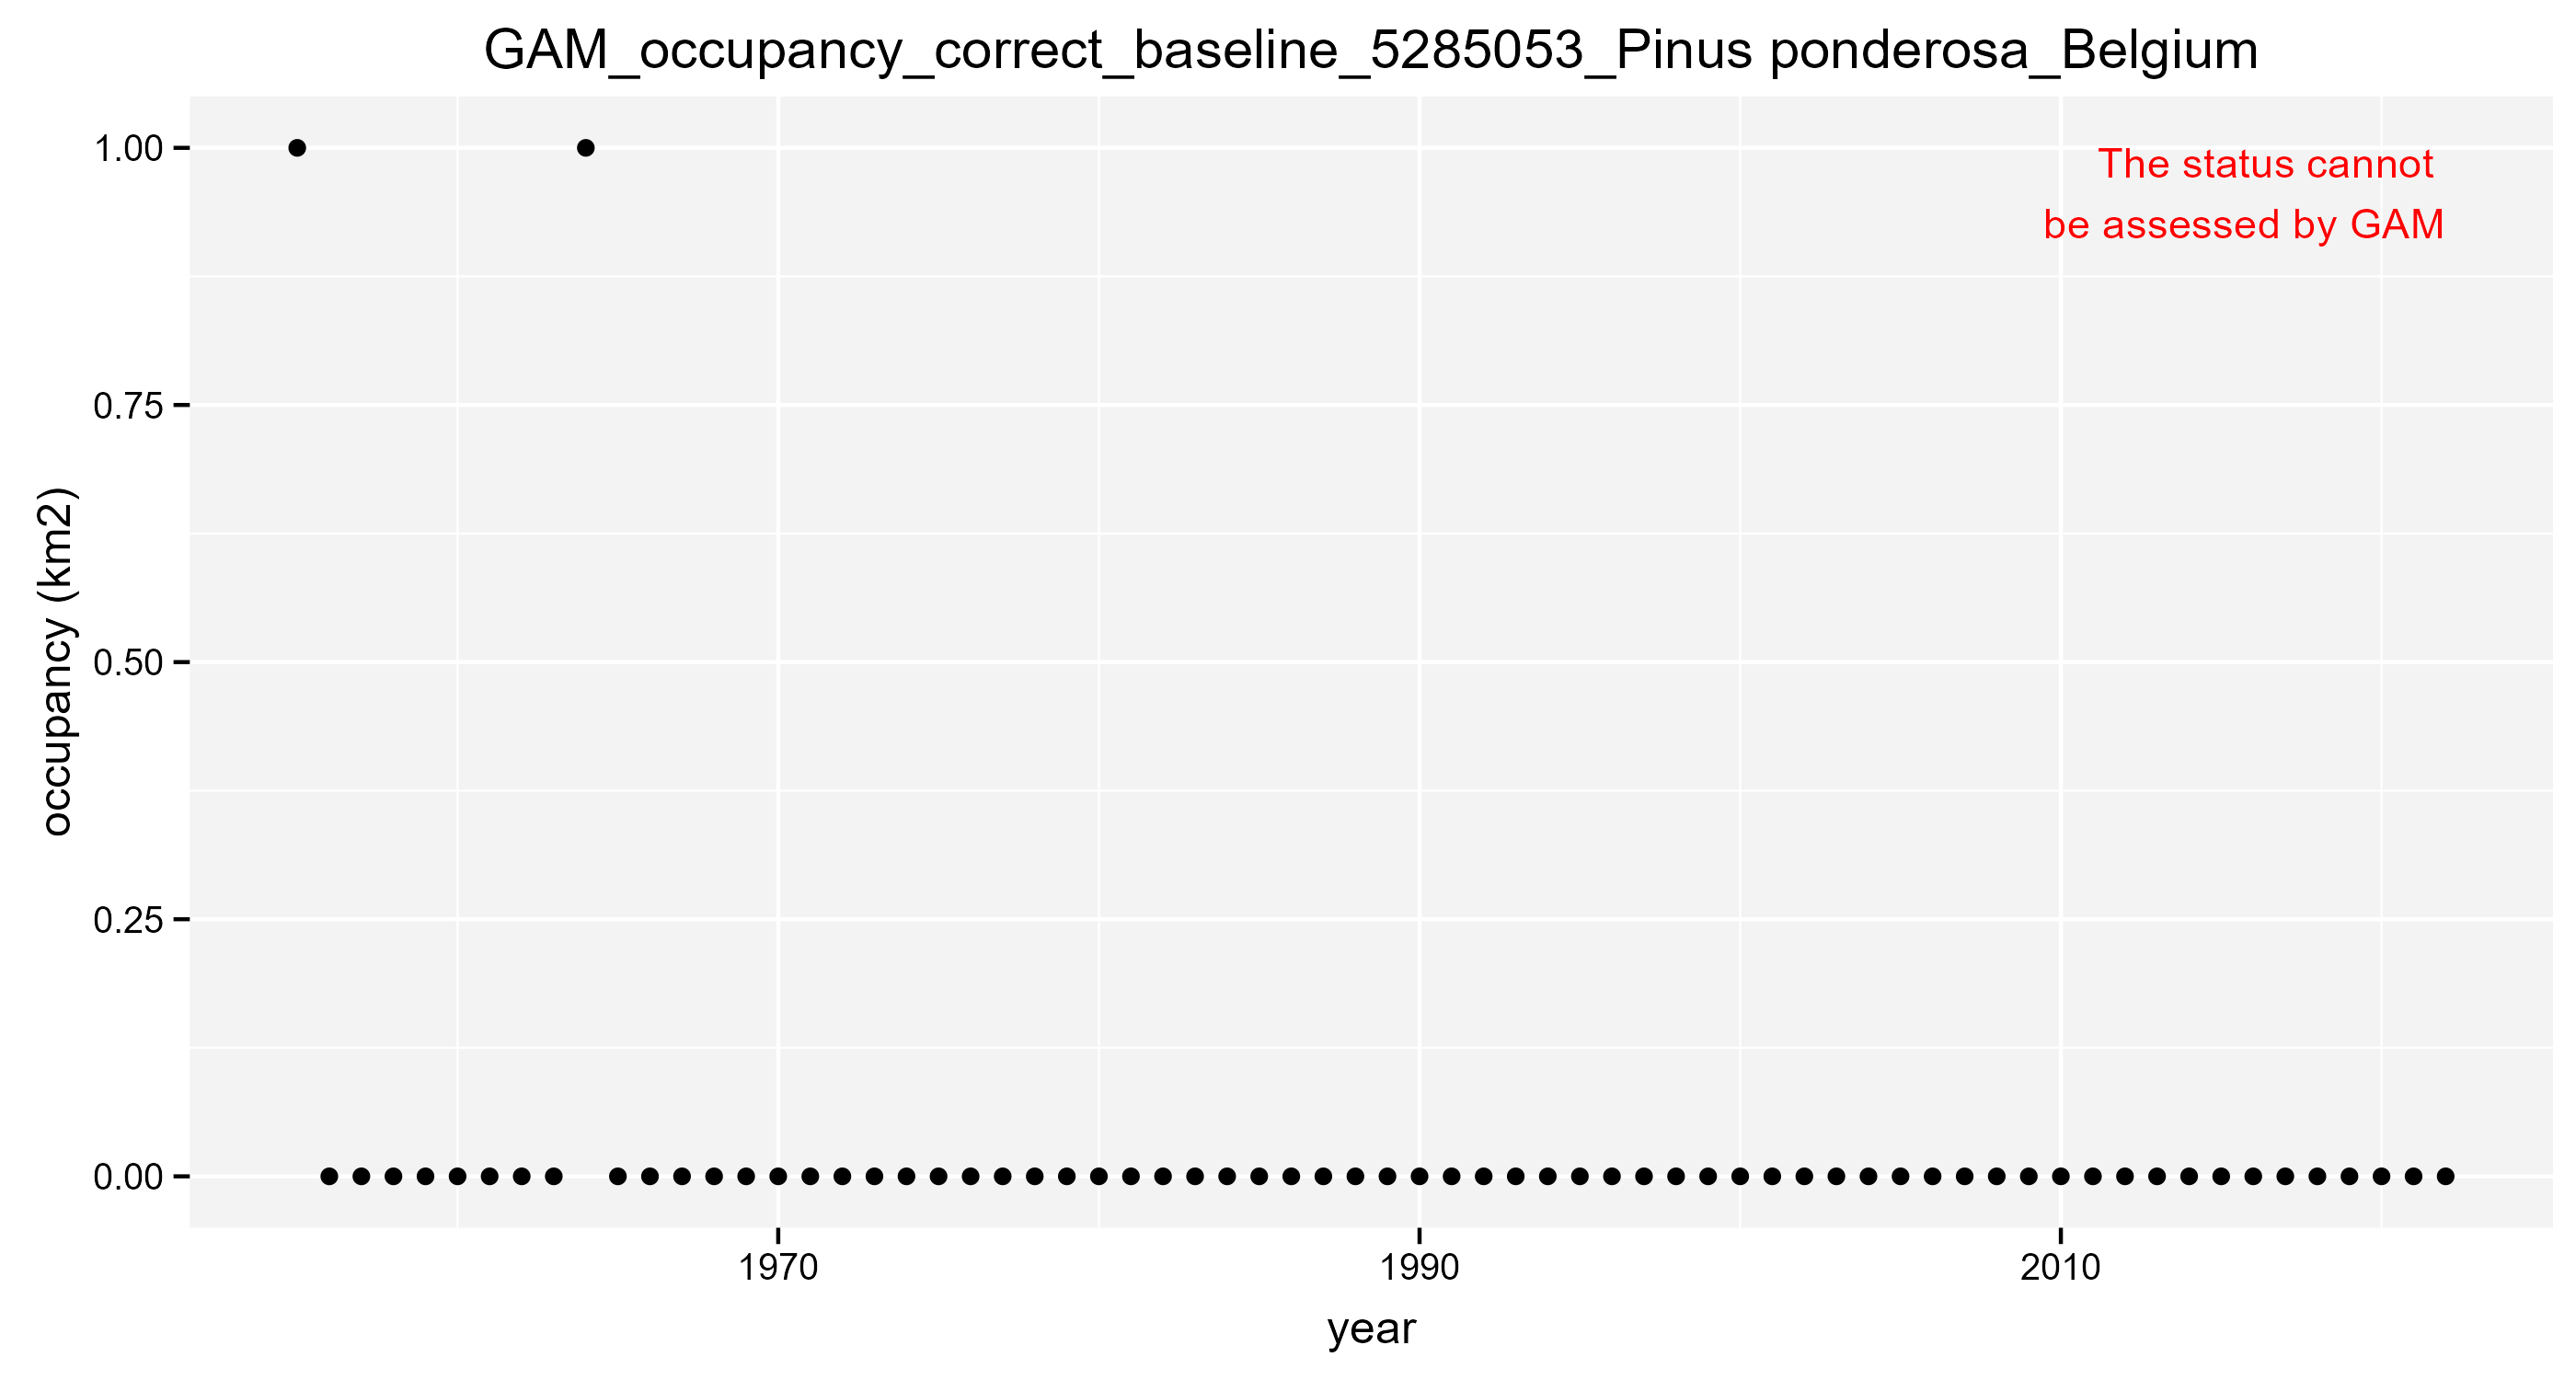 GAM_occupancy_correct_baseline_5285053_Pinus ponderosa_Belgium
The status cannot
be assessed by GAM
1.00
0.75
0.50
0.25
0.00
occupancy (km2)
1970
1990
2010
year